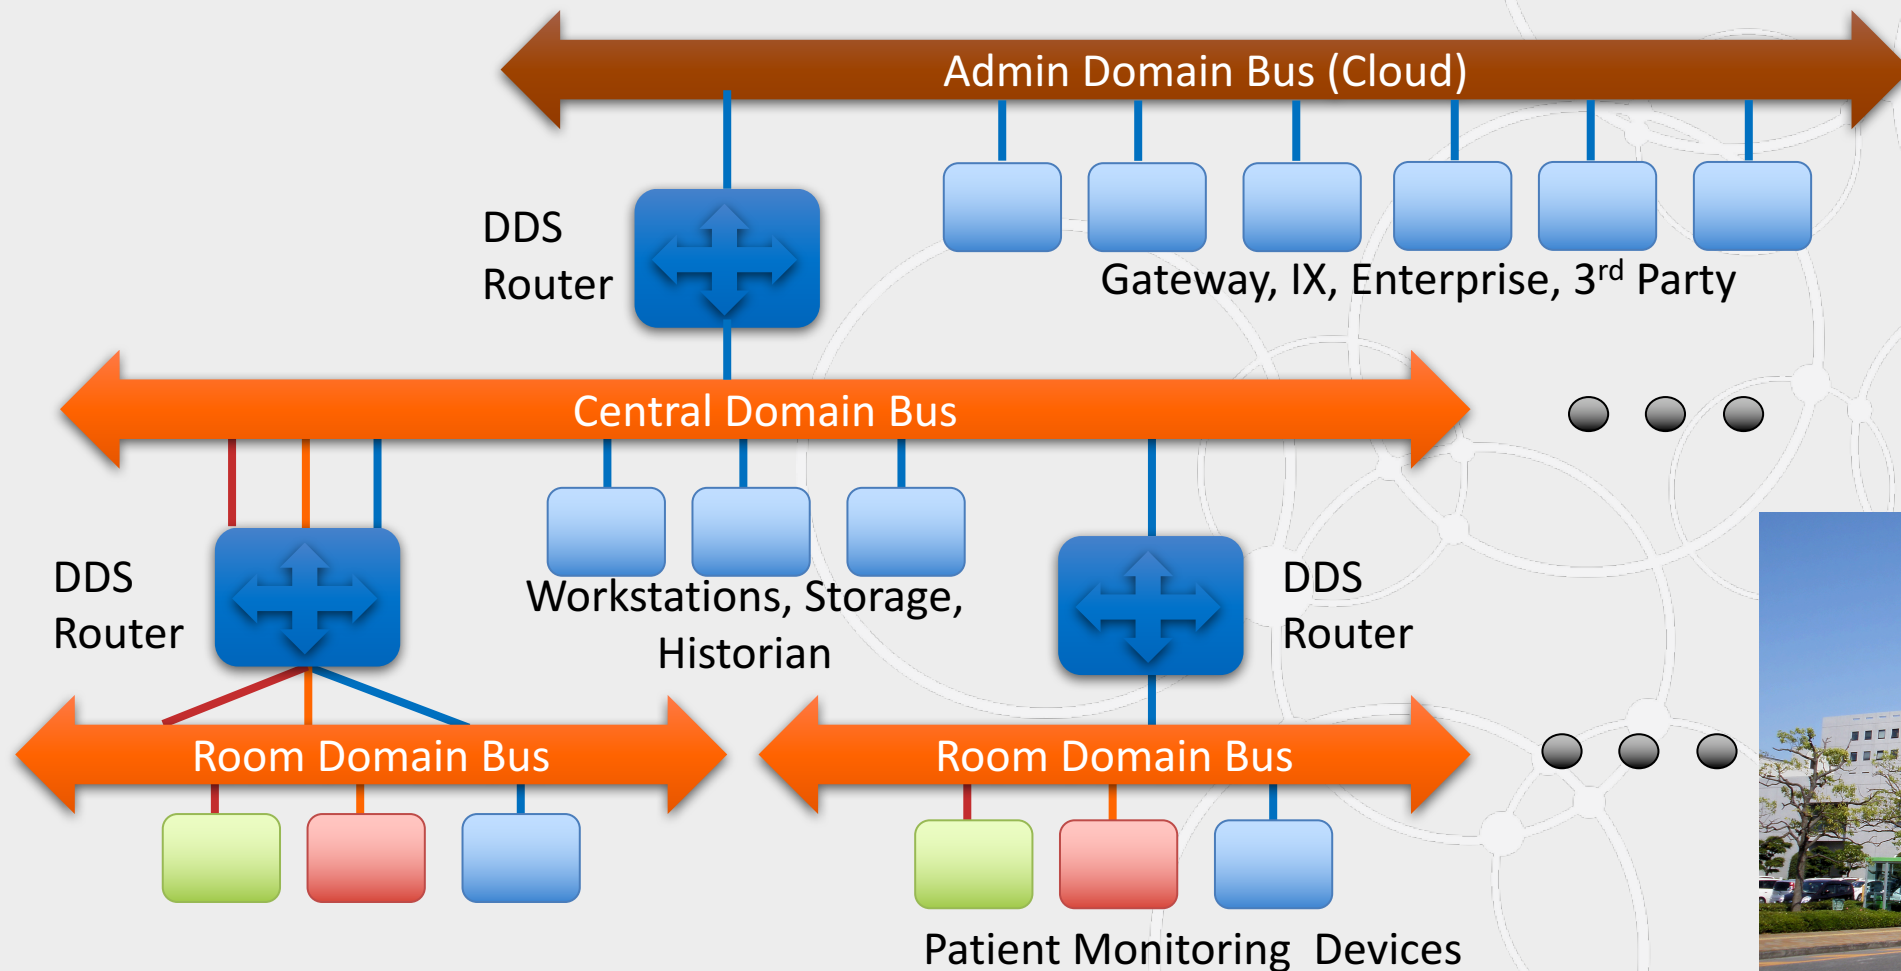 Admin Domain Bus (Cloud)
DDS
Router
Gateway, IX, Enterprise, 3rd Party
Central Domain Bus
DDS
Router
Workstations, Storage,
Historian
DDS
Router
Room Domain Bus
Room Domain Bus
Patient Monitoring  Devices